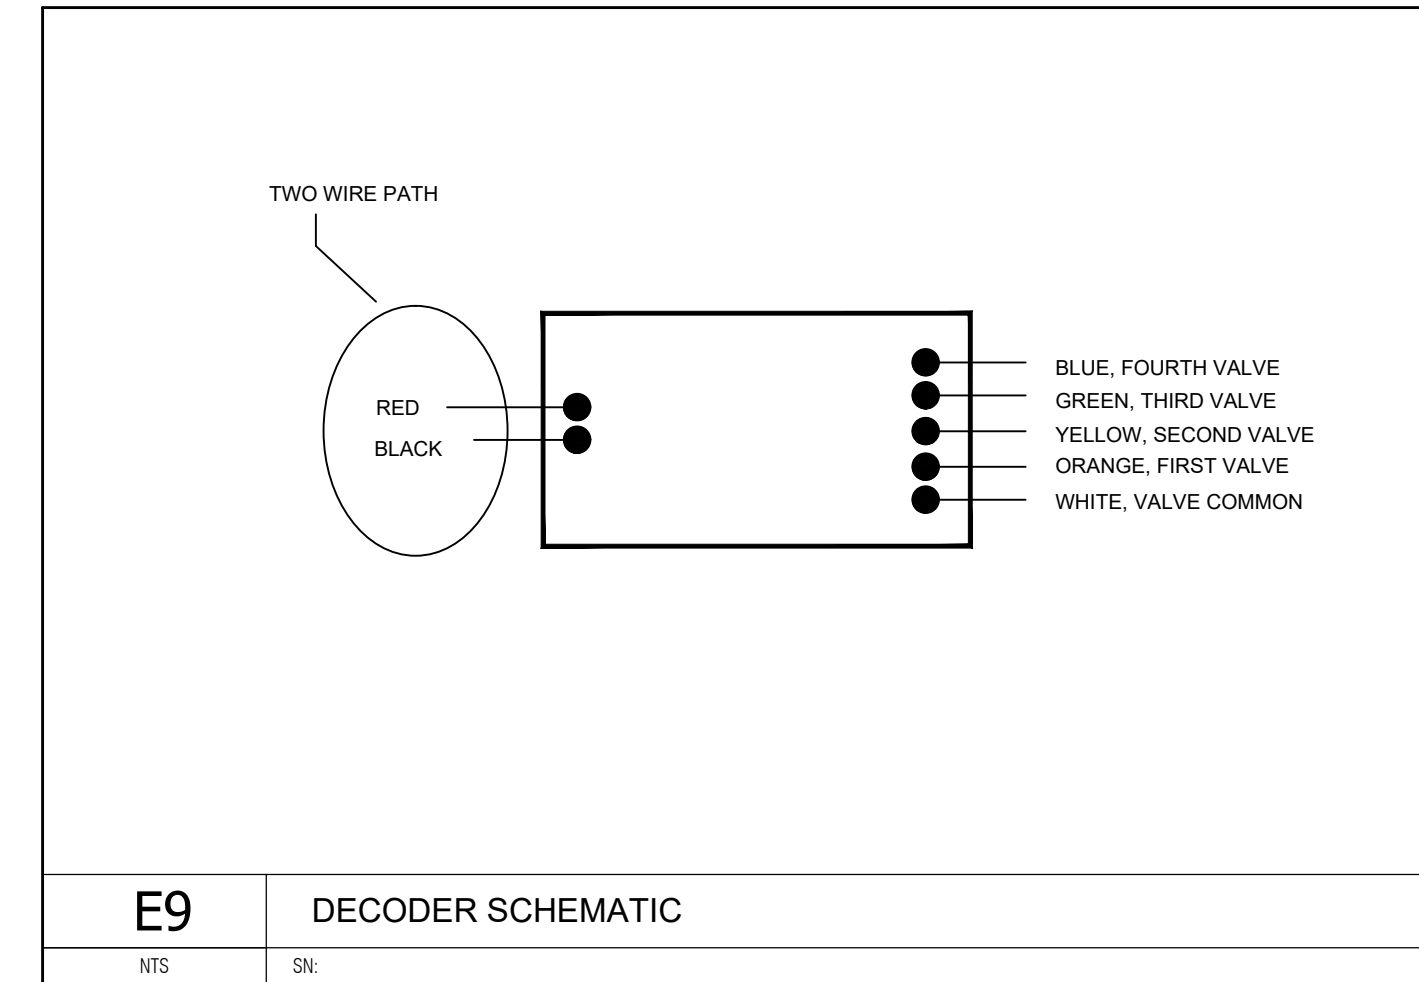 TWO WIRE PATH
RED
BLACK
BLUE, FOURTH VALVE
GREEN, THIRD VALVE
YELLOW, SECOND VALVE
ORANGE, FIRST VALVE
WHITE, VALVE COMMON
E9
DECODER SCHEMATIC
NTS
SN: